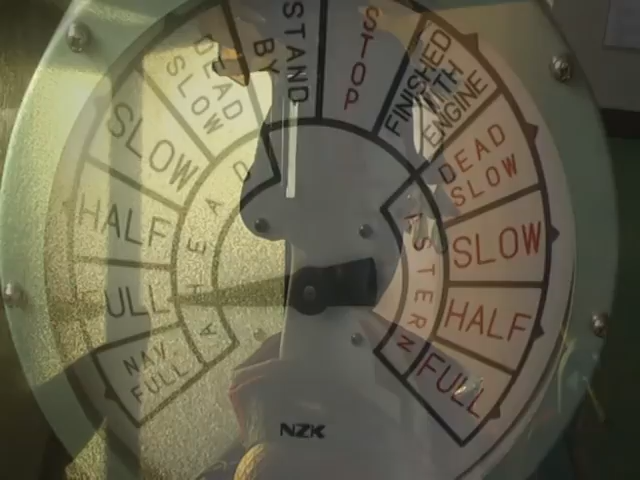 STAND
BY
STOP
FINISHED
WITH
ENGINE
DEAD
SLOW
SLOW
HALF
FULL
NAV.
FULL
AHEAD
DEAD
SLOW
SLOW
HALF
FULL
ASTERN
NZK